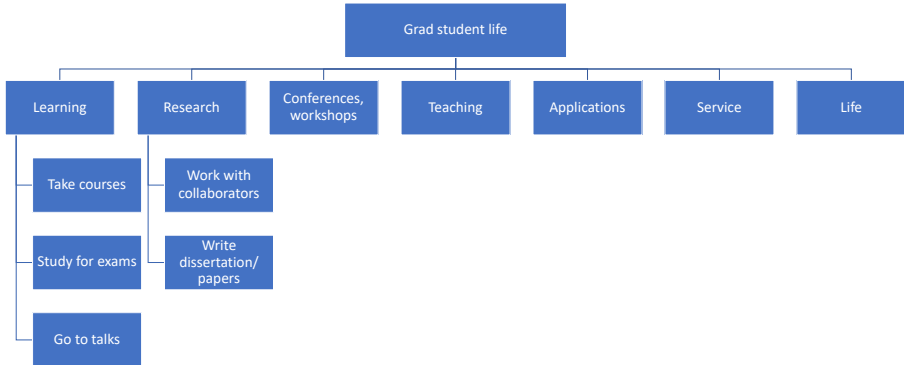 Grad student life
Learning
Research
Conferences,
workshops
Teaching
Applications
Service
Life
Take courses
Work with
collaborators
Study for exams
Write
dissertation/
papers
Go to talks